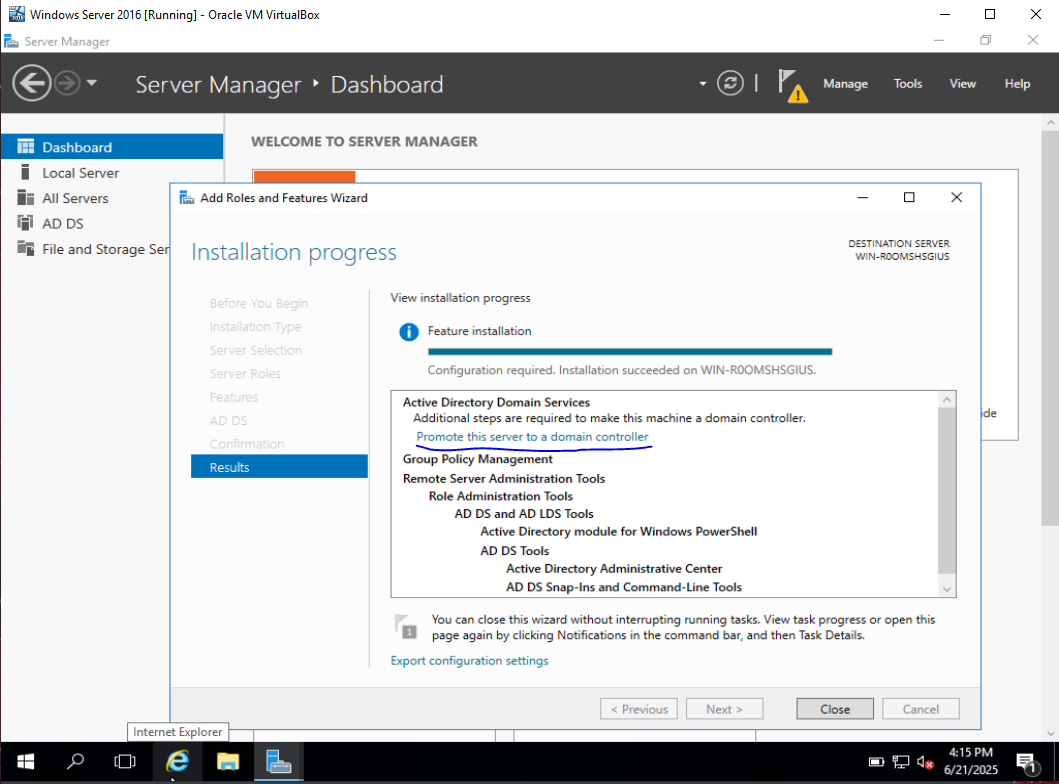 Windows Server 2016 [Running] - Oracle VM VirtualBox
Server Manager
Server Manager ‣ Dashboard
Manage Tools View Help
Dashboard
Local Server
All Servers
AD DS
File and Storage Ser
WELCOME TO SERVER MANAGER
Add Roles and Features Wizard
Installation progress
DESTINATION SERVER
WIN-R0OMSHSGIUS
Before You Begin
Installation Type
Server Selection
Server Roles
Features
AD DS
Confirmation
Results
View installation progress
Feature installation
Configuration required. Installation succeeded on WIN-R0OMSHSGIUS.
Active Directory Domain Services
Additional steps are required to make this machine a domain controller.
Promote this server to a domain controller
Group Policy Management
Remote Server Administration Tools
Role Administration Tools
AD DS and AD LDS Tools
Active Directory module for Windows PowerShell
AD DS Tools
Active Directory Administrative Center
AD DS Snap-Ins and Command-Line Tools
ide
1
You can close this wizard without interrupting running tasks. View task progress or open this
page again by clicking Notifications in the command bar, and then Task Details.
Export configuration settings
< Previous
Next >
Close
Cancel
Internet Explorer
4:15 PM
6/21/2025
1